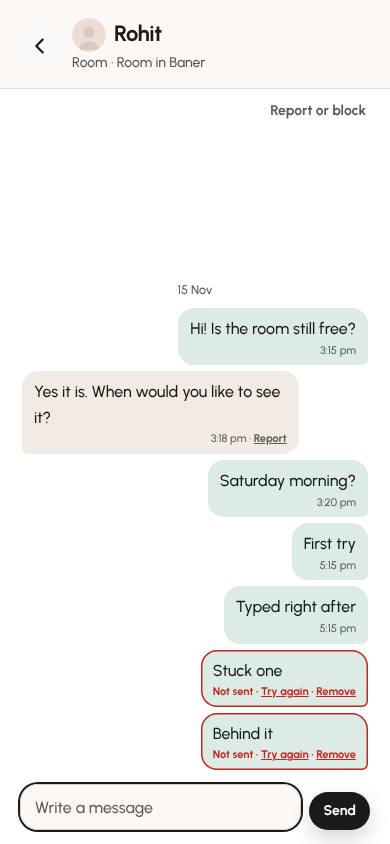 Rohit
Room · Room in Baner
Report or block
15 Nov
Hi! Is the room still free?
3:15 pm
Yes it is. When would you like to see
it?
3:18 pm · Report
Saturday morning?
3:20 pm
First try
5:15 pm
Typed right after
5:15 pm
Stuck one
Not sent · Try again · Remove
Behind it
Not sent · Try again · Remove
Write a message
Send